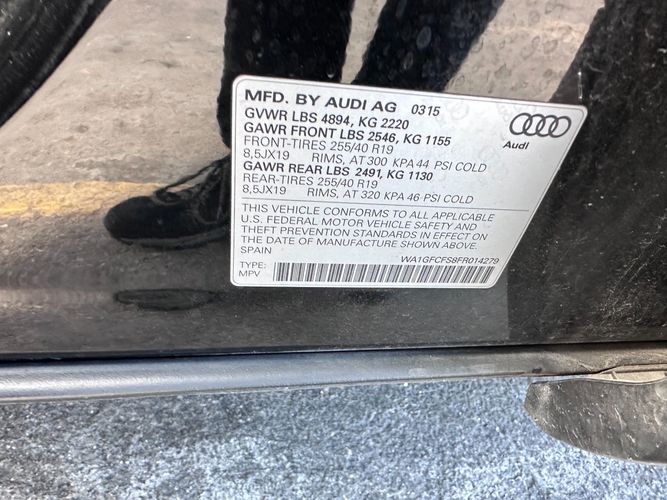 MFD. BY AUDI AG 0315
GVWR LBS 4894, KG 2220
GAWR FRONT LBS 2546, KG 1155
FRONT-TIRES 255/40 R19
8,5JX19 RIMS, AT 300 KPA 44 PSI COLD
GAWR REAR LBS 2491, KG 1130
REAR-TIRES 255/40 R19
8,5JX19 RIMS, AT 320 KPA 46 PSI COLD
THIS VEHICLE CONFORMS TO ALL APPLICABLE
U.S. FEDERAL MOTOR VEHICLE SAFETY AND
THEFT PREVENTION STANDARDS IN EFFECT ON
THE DATE OF MANUFACTURE SHOWN ABOVE.
SPAIN
WA1GFCFS8FR014279
TYPE:
MPV
Audi